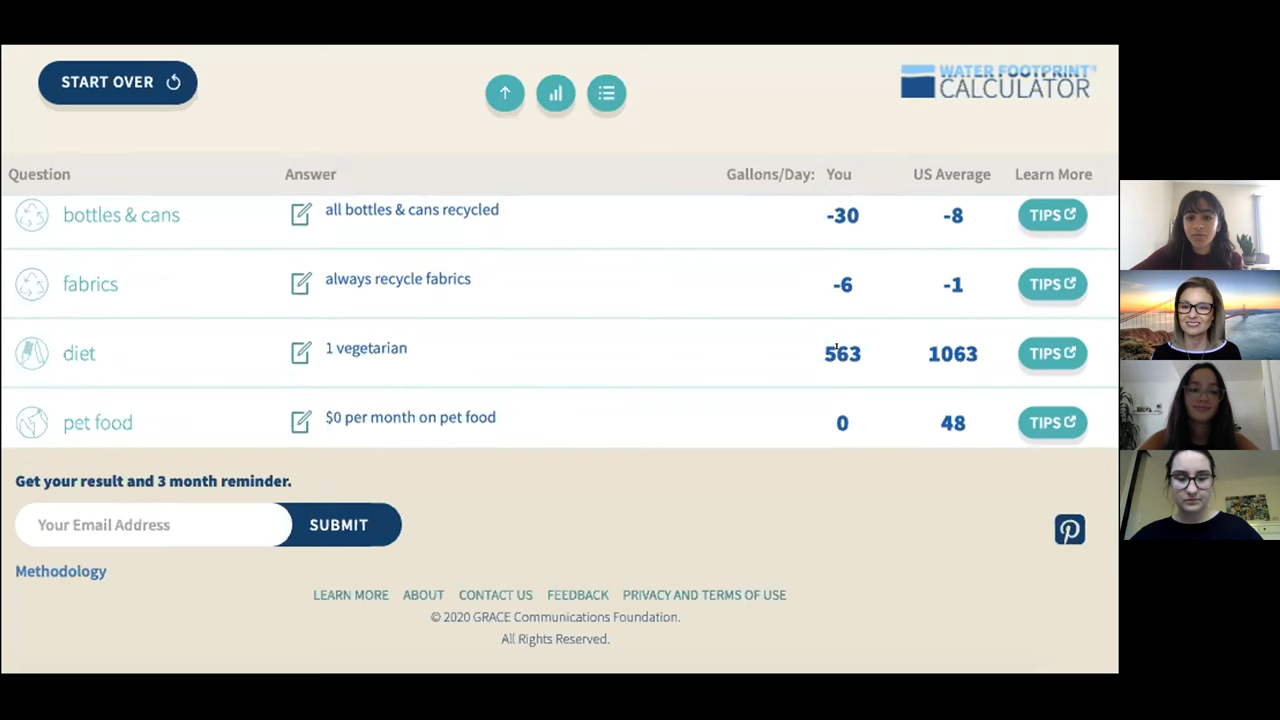 START OVER
WATER FOOTPRINT®
CALCULATOR
Question Answer Gallons/Day: You US Average Learn More
bottles & cans all bottles & cans recycled -30 -8 TIPS
fabrics always recycle fabrics -6 -1 TIPS
diet 1 vegetarian 563 1063 TIPS
pet food $0 per month on pet food 0 48 TIPS
Get your result and 3 month reminder.
Your Email Address SUBMIT
Methodology
LEARN MORE ABOUT CONTACT US FEEDBACK PRIVACY AND TERMS OF USE
© 2020 GRACE Communications Foundation.
All Rights Reserved.